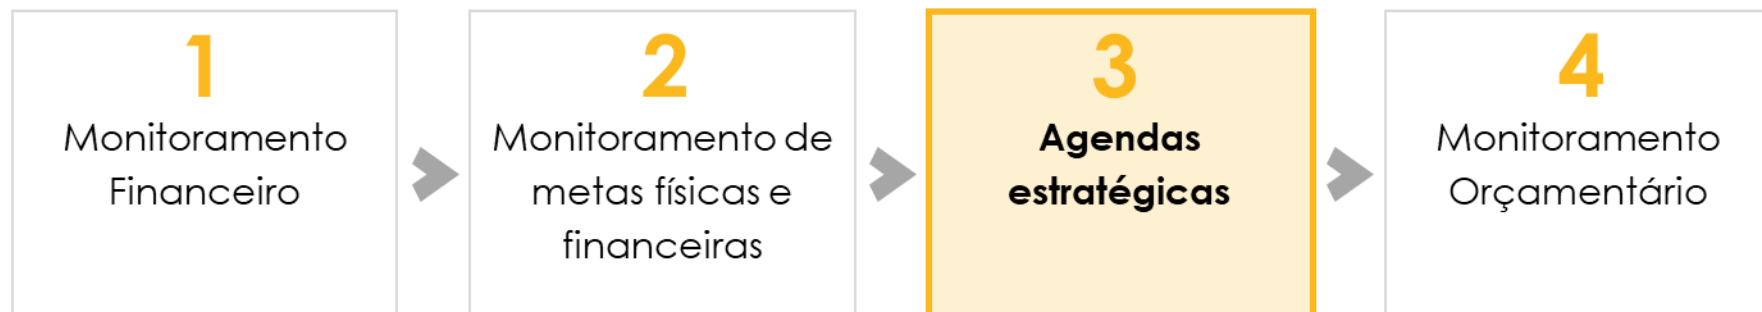 1
Monitoramento
Financeiro
2
Monitoramento de
metas físicas e
financeiras
3
Agendas
estratégicas
4
Monitoramento
Orçamentário